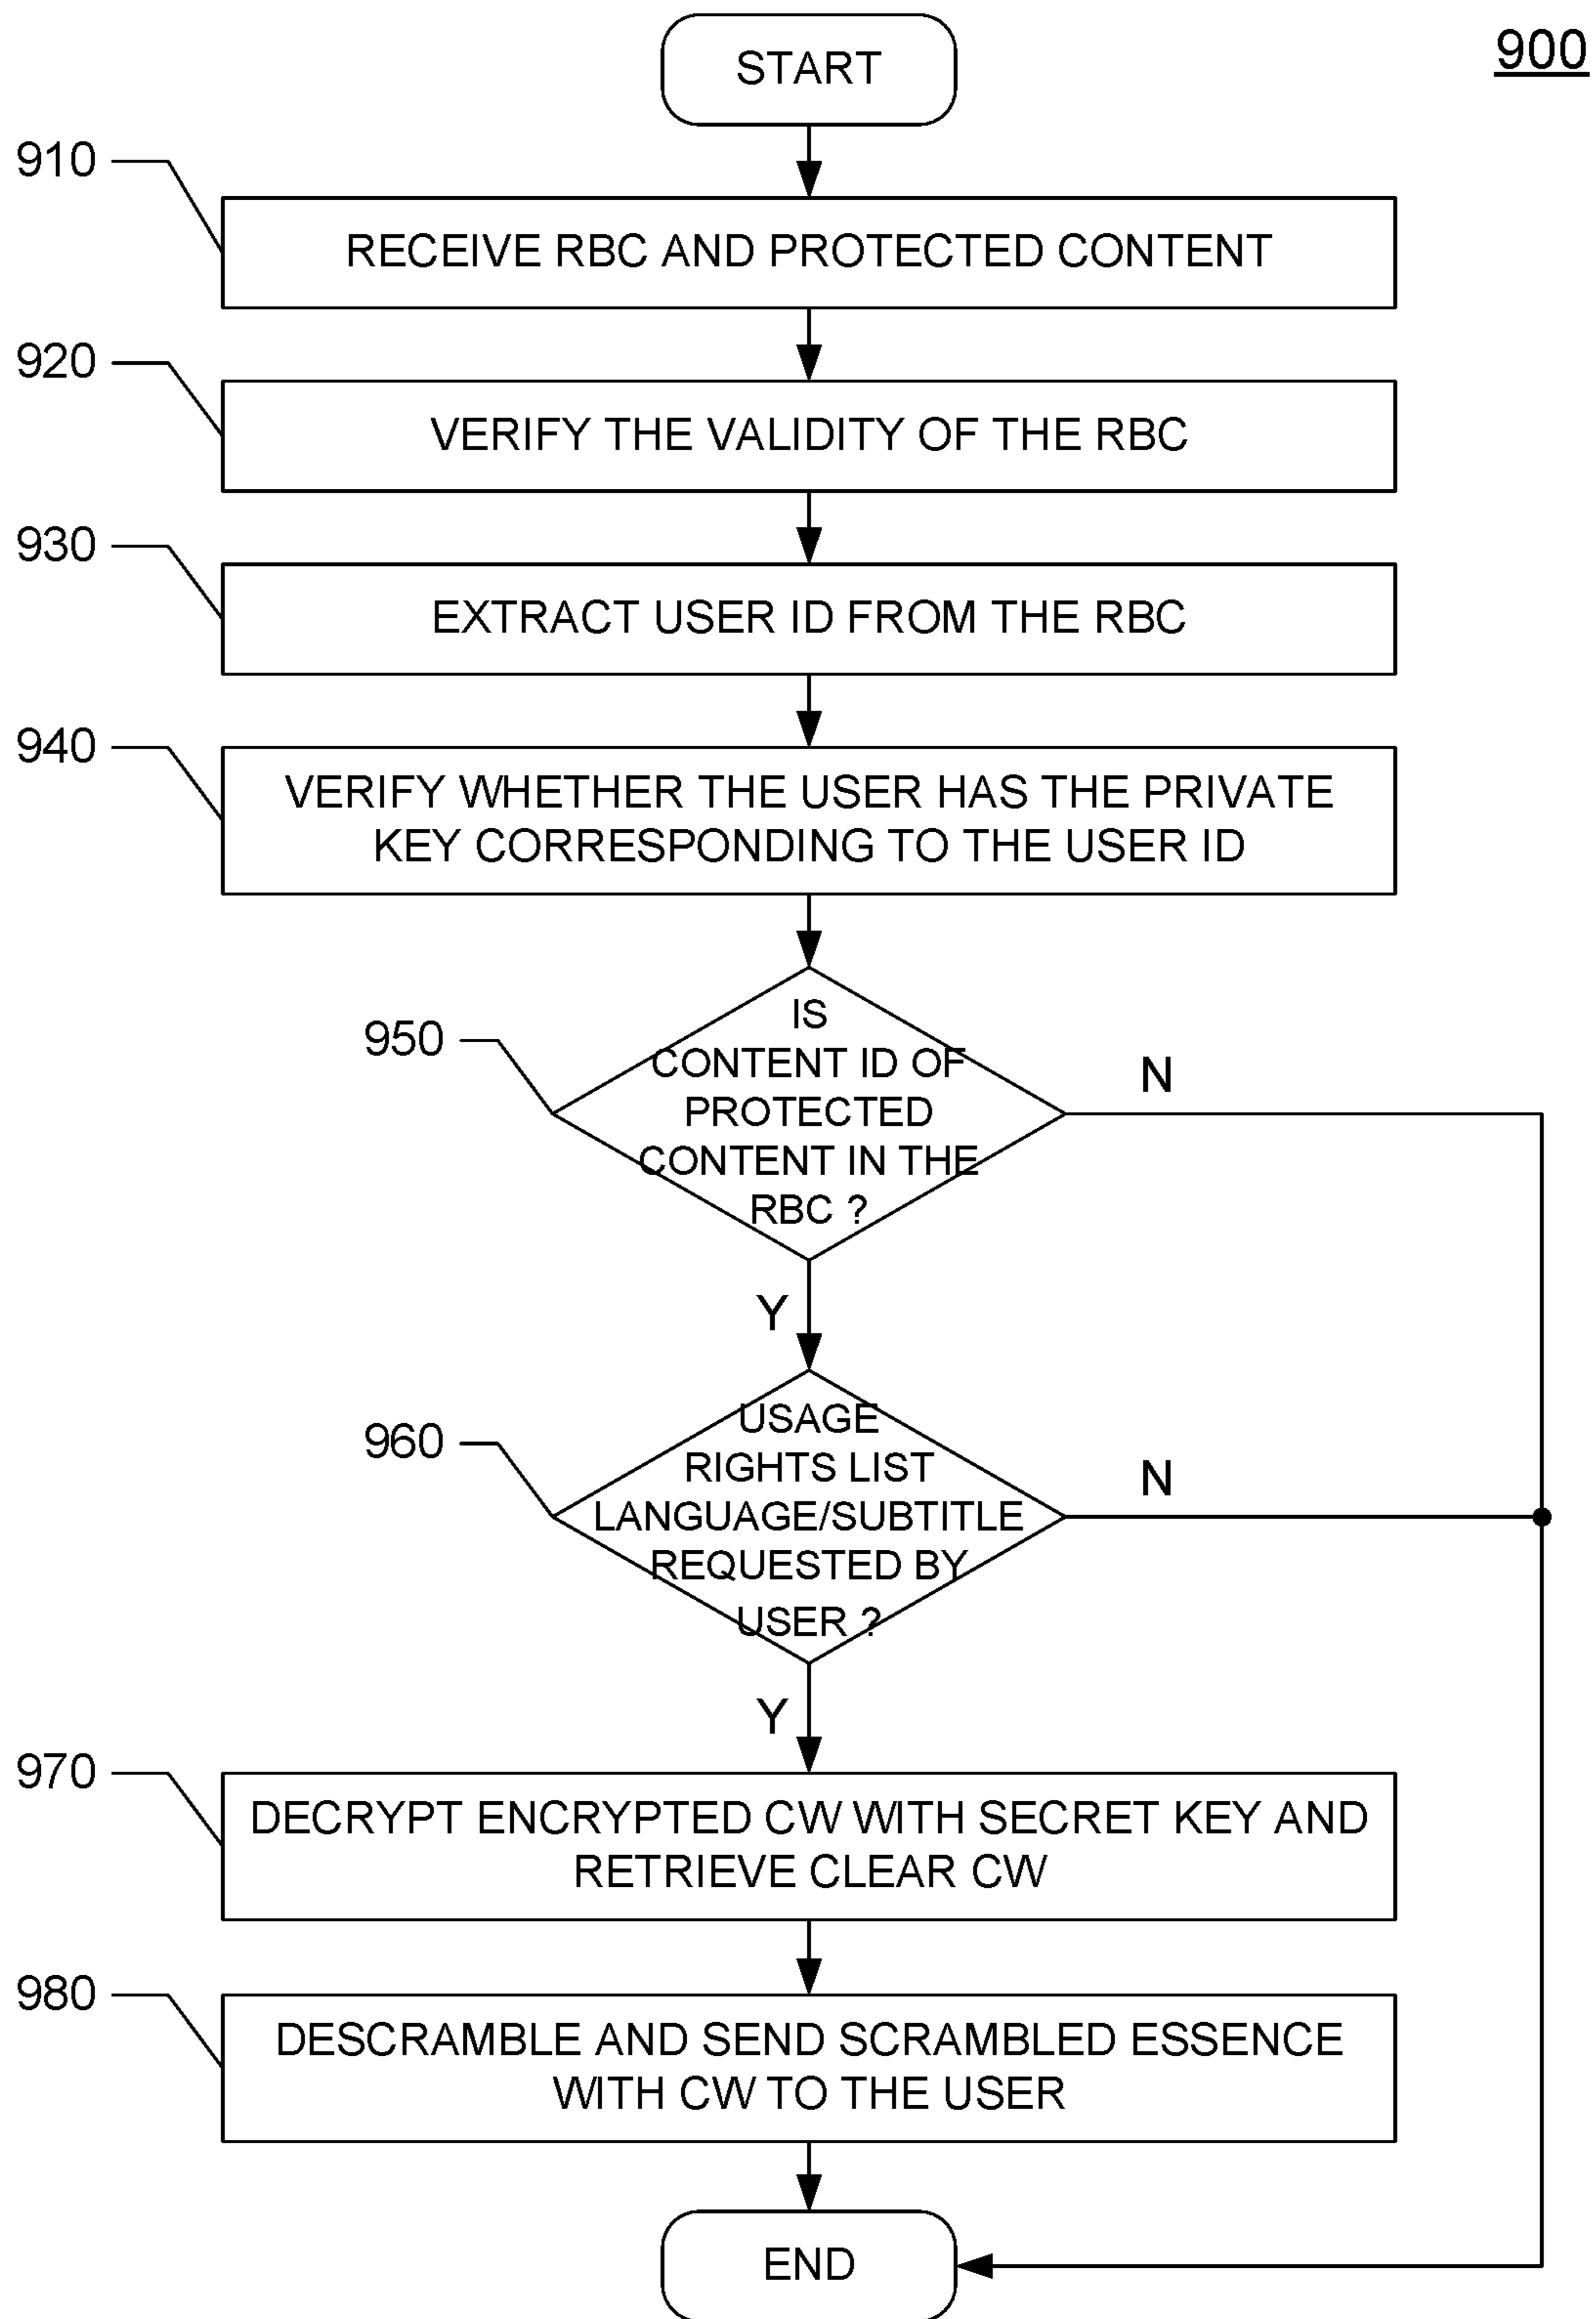 900
START
910
RECEIVE RBC AND PROTECTED CONTENT
920
VERIFY THE VALIDITY OF THE RBC
930
EXTRACT USER ID FROM THE RBC
940
VERIFY WHETHER THE USER HAS THE PRIVATE
KEY CORRESPONDING TO THE USER ID
950
IS
CONTENT ID OF
PROTECTED
CONTENT IN THE
RBC ?
N
Y
960
USAGE
RIGHTS LIST
LANGUAGE/SUBTITLE
REQUESTED BY
USER ?
N
Y
970
DECRYPT ENCRYPTED CW WITH SECRET KEY AND
RETRIEVE CLEAR CW
980
DESCRAMBLE AND SEND SCRAMBLED ESSENCE
WITH CW TO THE USER
END